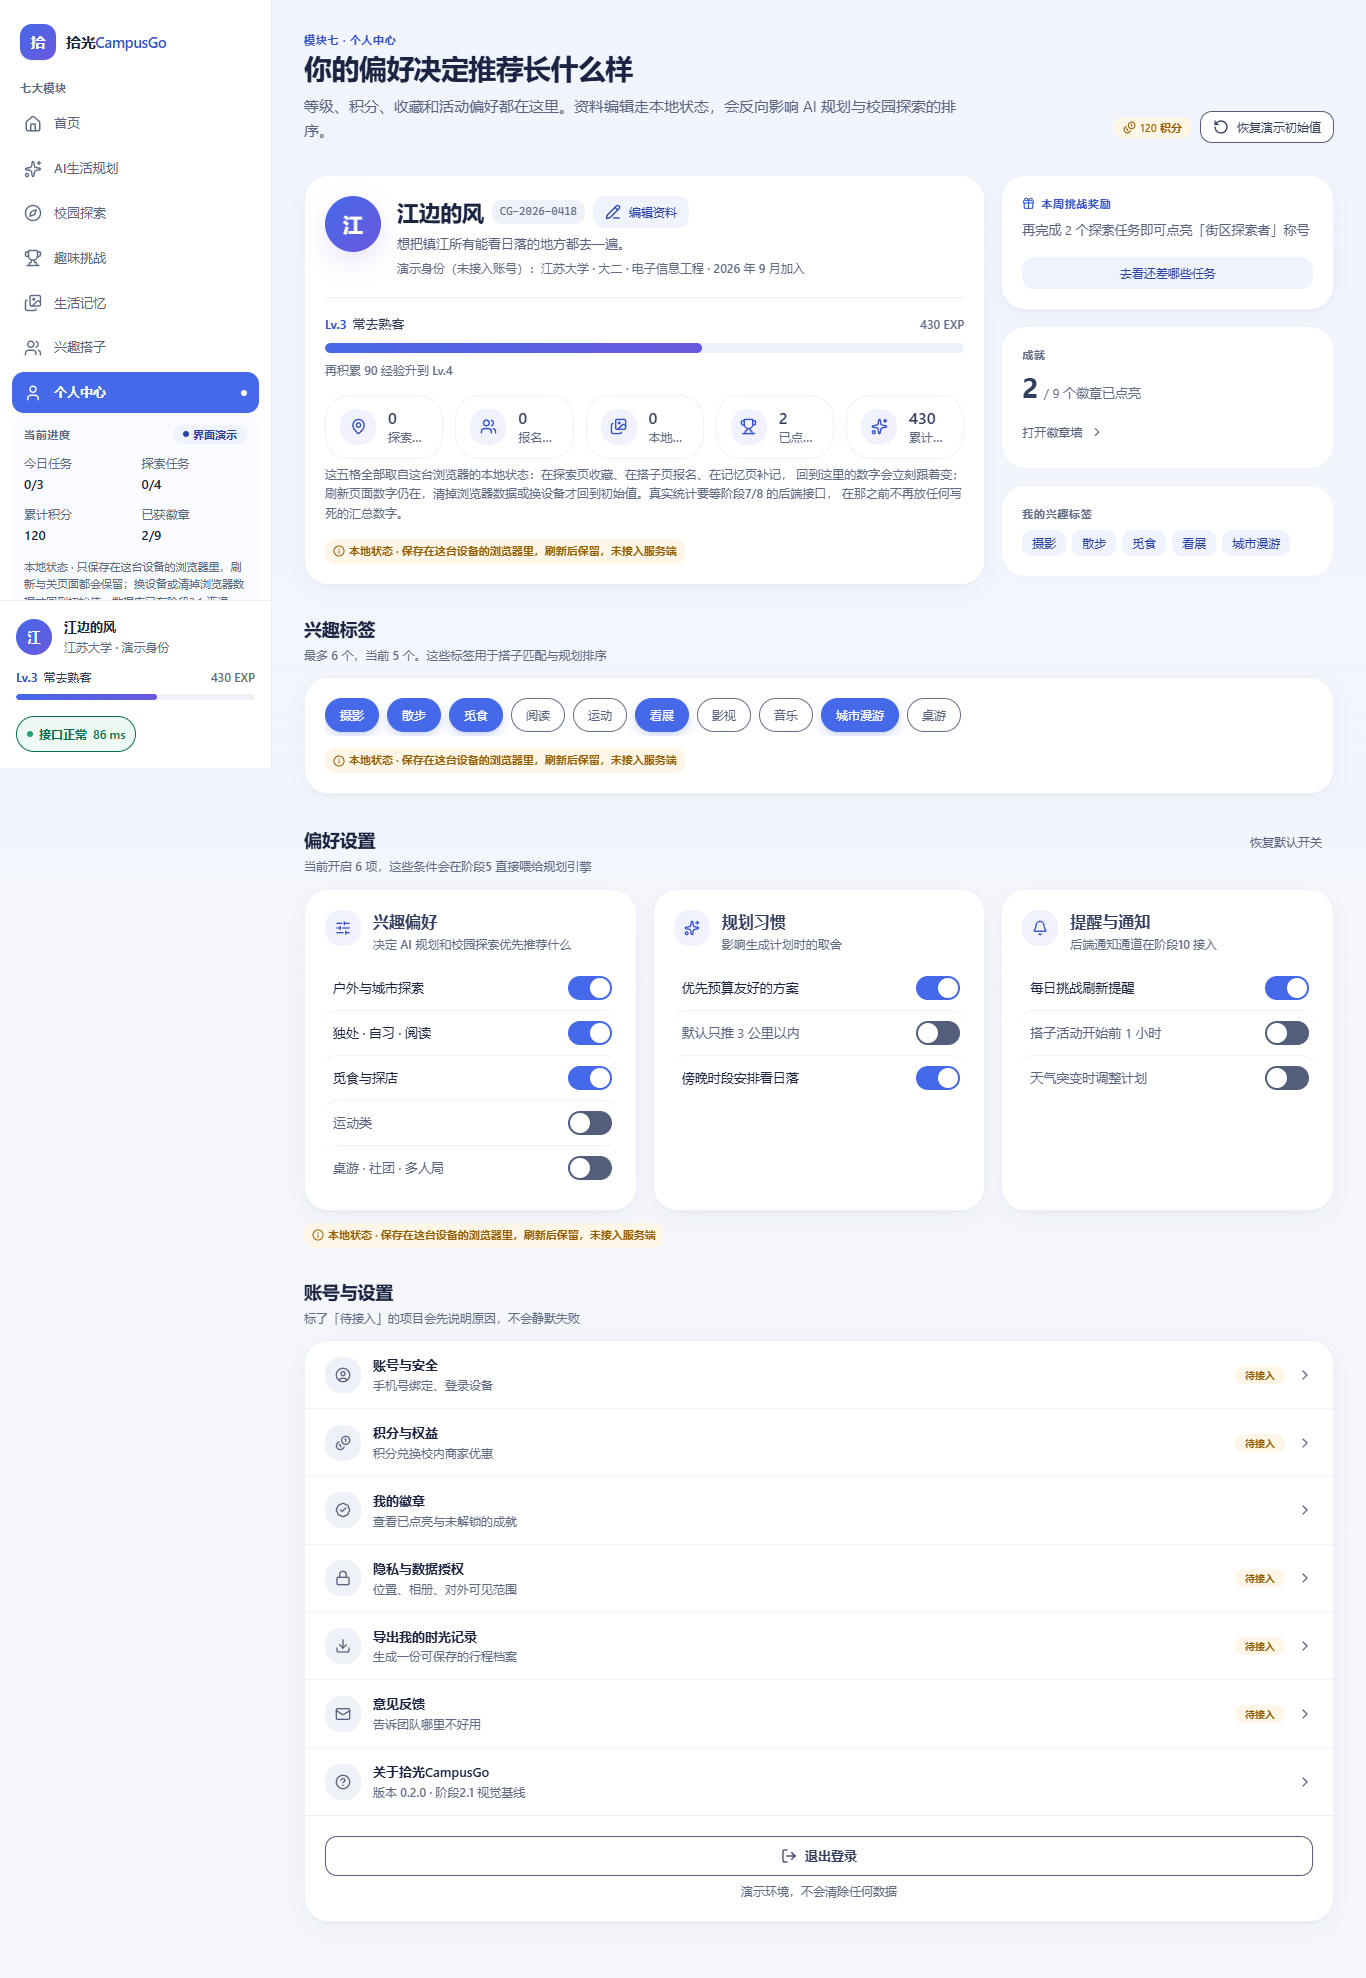 拾 拾光CampusGo
七大模块
首页
AI生活规划
校园探索
趣味挑战
生活记忆
兴趣搭子
个人中心
当前进度
界面演示
今日任务
探索任务
0/3
0/4
累计积分
已获徽章
120
2/9
本地状态 · 只保存在这台设备的浏览器里，刷
新与关页面都会保留；换设备或清掉浏览器数
江 江边的风
江苏大学 · 演示身份
Lv.3 常去熟客
430 EXP
接口正常 86 ms
模块七 · 个人中心
你的偏好决定推荐长什么样
等级、积分、收藏和活动偏好都在这里。资料编辑走本地状态，会反向影响 AI 规划与校园探索的排
序。
120 积分
恢复演示初始值
江
江边的风
CG-2026-0418
编辑资料
想把镇江所有能看日落的地方都去一遍。
演示身份（未接入账号）：江苏大学 · 大二 · 电子信息工程 · 2026 年 9 月加入
Lv.3 常去熟客
430 EXP
再积累 90 经验升到 Lv.4
0
探索...
0
报名...
0
本地...
2
已点...
430
累计...
这五格全部取自这台浏览器的本地状态：在探索页收藏、在搭子页报名、在记忆页补记， 回到这里的数字会立刻跟着变；
刷新页面数字仍在，清掉浏览器数据或换设备才回到初始值。真实统计要等阶段7/8 的后端接口， 在那之前不再放任何写
死的汇总数字。
本地状态 · 保存在这台设备的浏览器里，刷新后保留，未接入服务端
本周挑战奖励
再完成 2 个探索任务即可点亮「街区探索者」称号
去看还差哪些任务
成就
2 / 9 个徽章已点亮
打开徽章墙
我的兴趣标签
摄影
散步
觅食
看展
城市漫游
兴趣标签
最多 6 个，当前 5 个。这些标签用于搭子匹配与规划排序
摄影
散步
觅食
阅读
运动
看展
影视
音乐
城市漫游
桌游
本地状态 · 保存在这台设备的浏览器里，刷新后保留，未接入服务端
偏好设置
恢复默认开关
当前开启 6 项，这些条件会在阶段5 直接喂给规划引擎
兴趣偏好
决定 AI 规划和校园探索优先推荐什么
户外与城市探索
独处 · 自习 · 阅读
觅食与探店
运动类
桌游 · 社团 · 多人局
规划习惯
影响生成计划时的取舍
优先预算友好的方案
默认只推 3 公里以内
傍晚时段安排看日落
提醒与通知
后端通知通道在阶段10 接入
每日挑战刷新提醒
搭子活动开始前 1 小时
天气突变时调整计划
本地状态 · 保存在这台设备的浏览器里，刷新后保留，未接入服务端
账号与设置
标了「待接入」的项目会先说明原因，不会静默失败
账号与安全
手机号绑定、登录设备
待接入
积分与权益
积分兑换校内商家优惠
待接入
我的徽章
查看已点亮与未解锁的成就
隐私与数据授权
位置、相册、对外可见范围
待接入
导出我的时光记录
生成一份可保存的行程档案
待接入
意见反馈
告诉团队哪里不好用
待接入
关于拾光CampusGo
版本 0.2.0 · 阶段2.1 视觉基线
退出登录
演示环境，不会清除任何数据